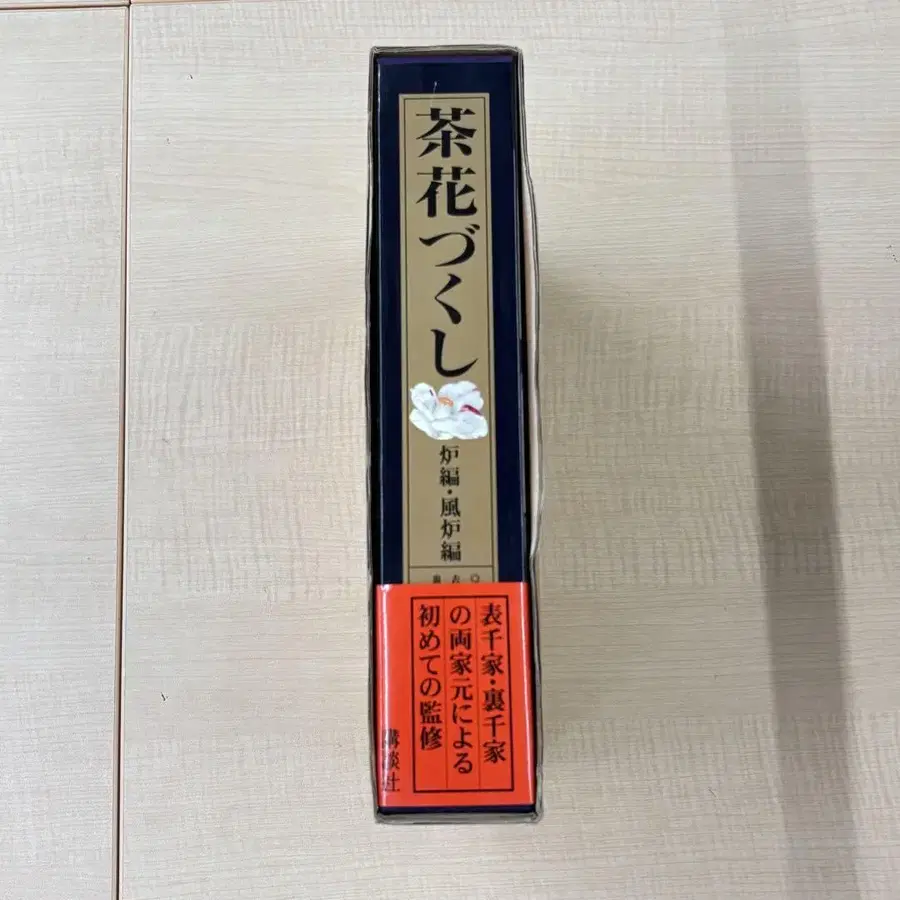 茶花づくし
炉編・風炉編
表千家・裏千家
の両家元による
初めての監修
講談社